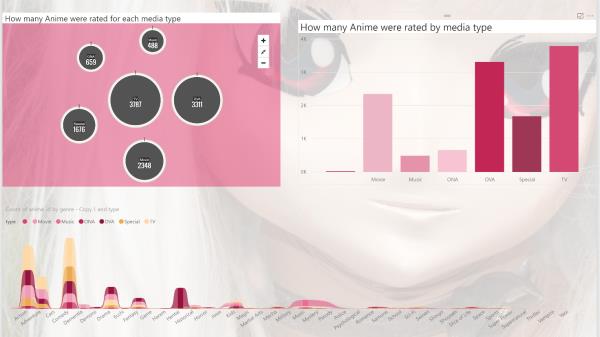 How many Anime were rated for each media type
How many Anime were rated by media type
Movie
488
ONA
659
TV
3787
3311
Special
1676
Movie
2348
4K
3K
2K
1K
0K
Movie Music ONA OVA Special TV
Count of anime_id by genre - Copy.1 and type
type Movie Music ONA OVA Special TV
Action Adventure Cars Comedy Dementia Demons Drama Ecchi Fantasy Game Harem Hentai Historical Horror Josei Kids Magic Martial Arts Mecha Military Music Mystery Parody Police Psychological Romance Samurai School Sci-Fi Seinen Shoujo Shounen Slice of Life Space Sports Super Power Supernatural Thriller Vampire Yaoi